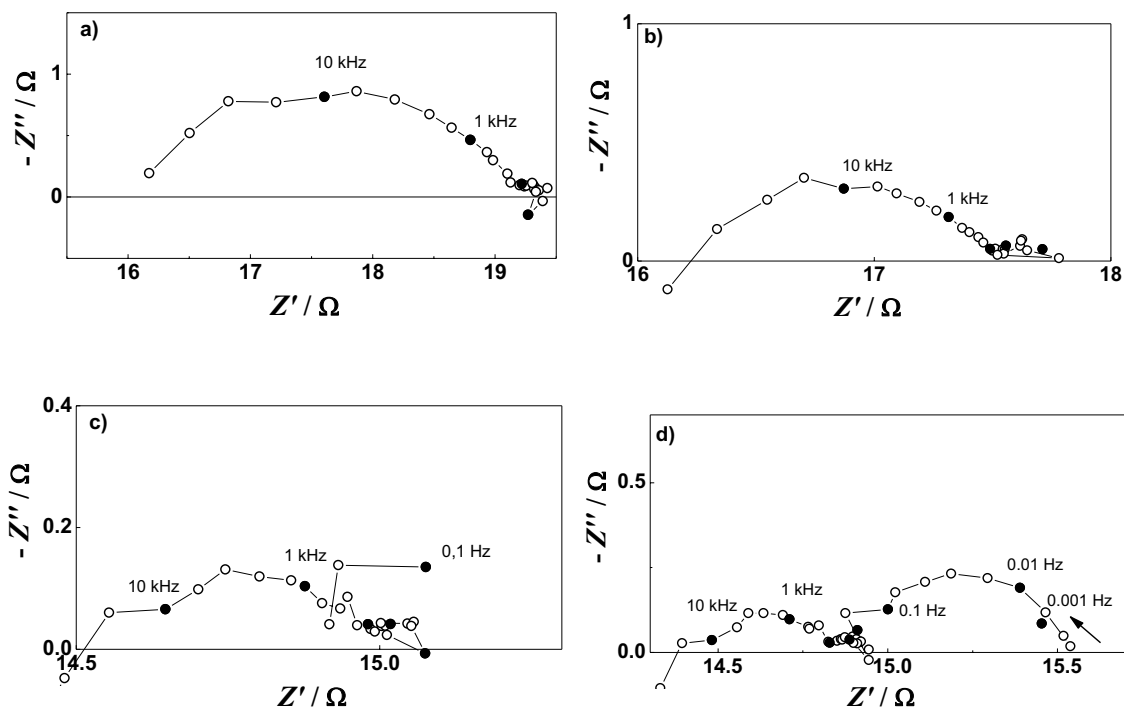 a)
10 kHz
1 kHz
1
0
- Z'' / Ω
16 17 18 19
Z' / Ω
b)
1
10 kHz
1 kHz
0
- Z'' / Ω
16 17 18
Z' / Ω
c)
0.4
0.2
0.0
- Z'' / Ω
10 kHz
1 kHz
0,1 Hz
14.5 15.0
Z' / Ω
d)
0.5
0.0
- Z'' / Ω
10 kHz
1 kHz
0.1 Hz
0.01 Hz
0.001 Hz
14.5 15.0 15.5
Z' / Ω